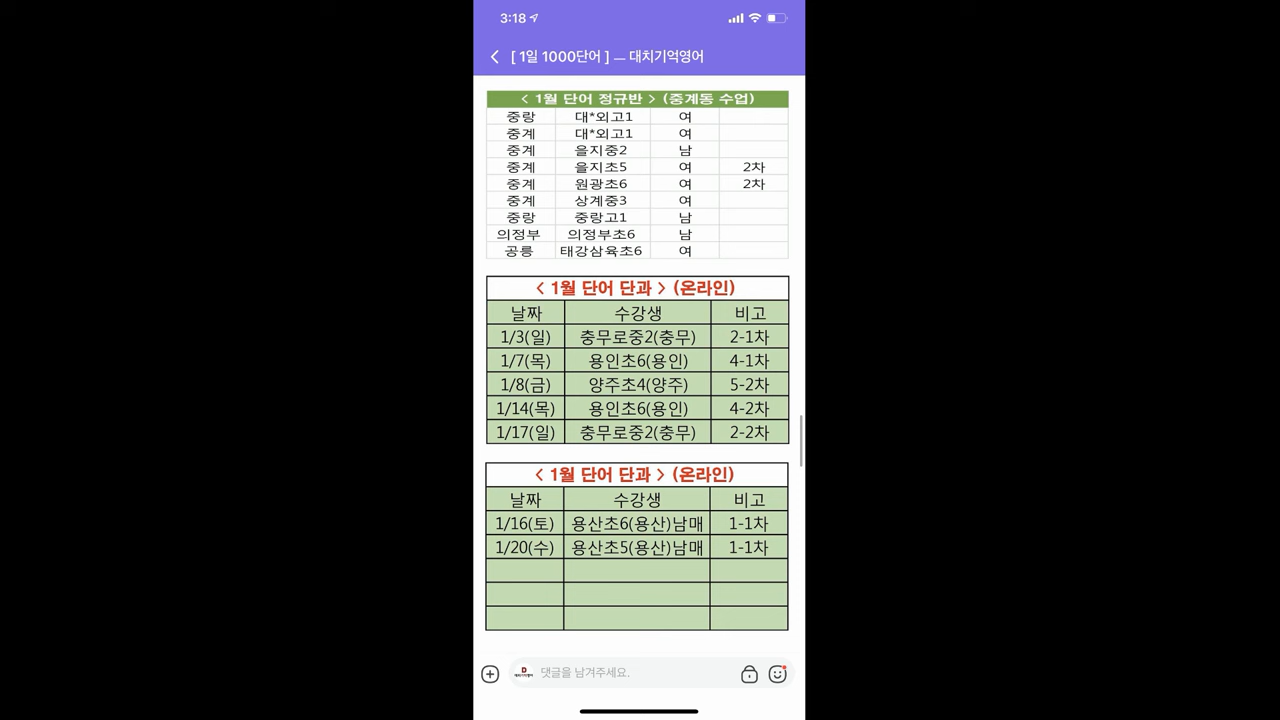 3:18
[ 1일 1000단어 ] — 대치기억영어
< 1월 단어 정규반 > (중계동 수업)
중랑 대*외고1 여
중계 대*외고1 여
중계 을지중2 남
중계 을지초5 여 2차
중계 원광초6 여 2차
중계 상계중3 여
중랑 중랑고1 남
의정부 의정부초6 남
공릉 태강삼육초6 여
< 1월 단어 단과 > (온라인)
날짜 수강생 비고
1/3(일) 충무로중2(충무) 2-1차
1/7(목) 용인초6(용인) 4-1차
1/8(금) 양주초4(양주) 5-2차
1/14(목) 용인초6(용인) 4-2차
1/17(일) 충무로중2(충무) 2-2차
< 1월 단어 단과 > (온라인)
날짜 수강생 비고
1/16(토) 용산초6(용산)남매 1-1차
1/20(수) 용산초5(용산)남매 1-1차
D
대치기억영어
댓글을 남겨주세요.